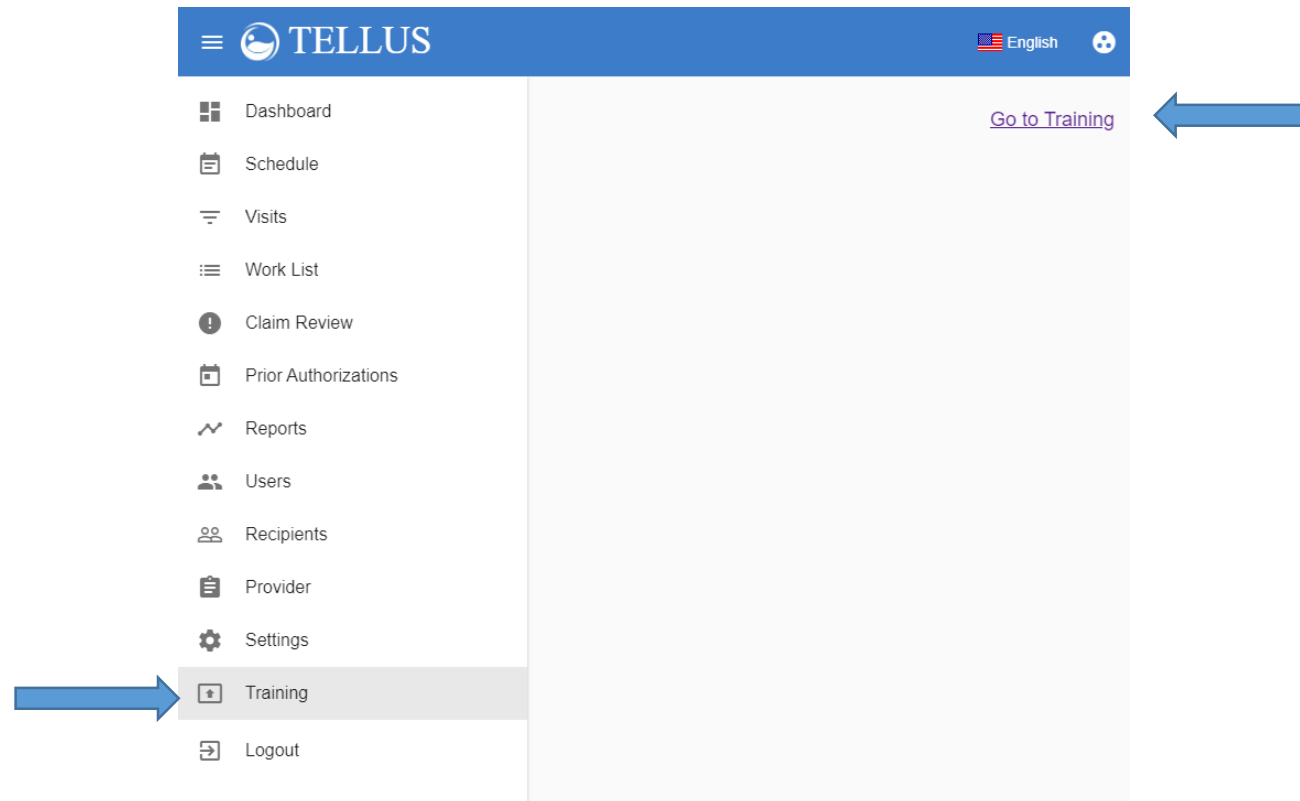 TELLUS
English
Dashboard
Go to Training
Schedule
Visits
Work List
Claim Review
Prior Authorizations
Reports
Users
Recipients
Provider
Settings
Training
Logout